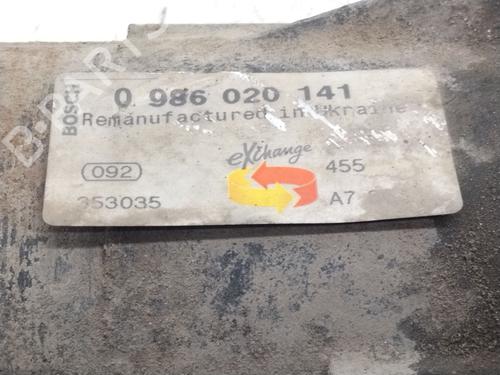 BOSCH
0 986 020 141
Remanufactured in Ukraine
eXchange
092
455
353035
A7
B-PARTS